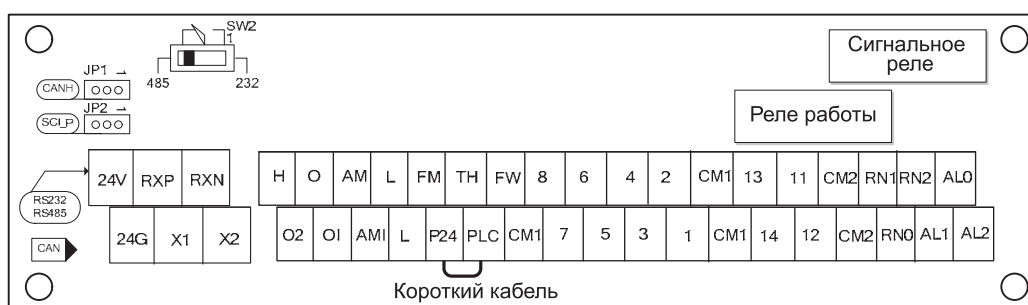 SW2
1
485 232
Сигнальное
реле
Реле работы
JP1 1
CANH
JP2 1
SCI_P
24V RXP RXN
RS232
RS485
24G X1 X2
CAN
H O AM L FM TH FW 8 6 4 2 CM1 13 11 CM2 RN1 RN2 AL0
O2 OI AMI L P24 PLC CM1 7 5 3 1 CM1 14 12 CM2 RN0 AL1 AL2
Короткий кабель